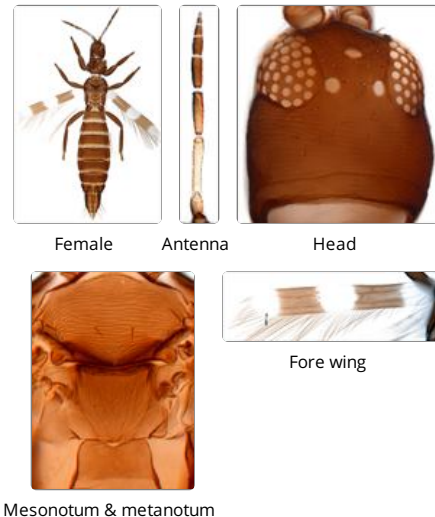 Female
Antenna
Head
Fore wing
Mesonotum & metanotum